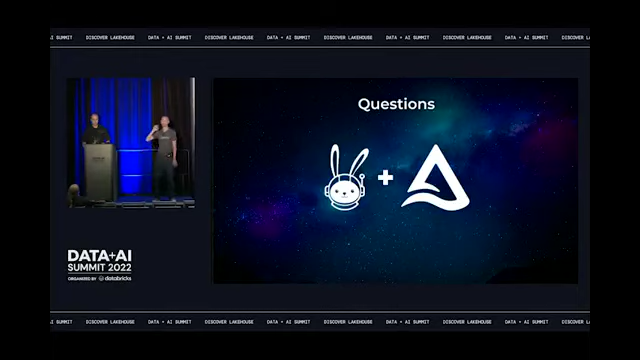 AI SUMMIT DISCOVER LAKEHOUSE DATA + AI SUMMIT DISCOVER LAKEHOUSE DATA + AI SUMMIT DISCOVER LAKEHOUSE DATA + AI SUMMIT DISCOVER LAKEHOUSE DATA + AI SUMMIT DISCOVER L
Questions
DATA+AI
SUMMIT 2022
ORGANIZED BY databricks
AI SUMMIT DISCOVER LAKEHOUSE DATA + AI SUMMIT DISCOVER LAKEHOUSE DATA + AI SUMMIT DISCOVER LAKEHOUSE DATA + AI SUMMIT DISCOVER LAKEHOUSE DATA + AI SUMMIT DISCOVER L